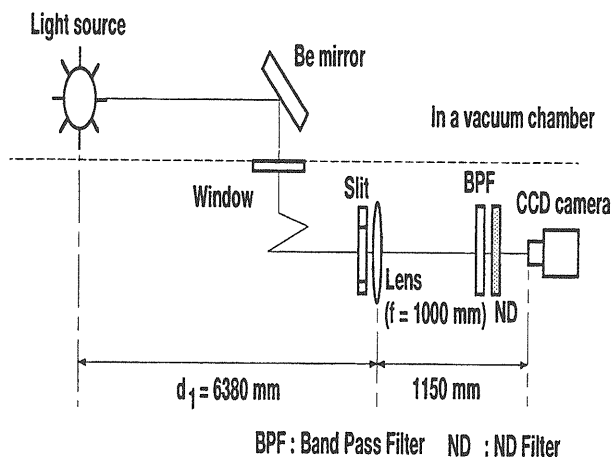 Light source
Be mirror
In a vacuum chamber
Window
Slit
BPF
CCD camera
Lens
(f = 1000 mm)
ND
d1 = 6380 mm
1150 mm
BPF : Band Pass Filter ND : ND Filter